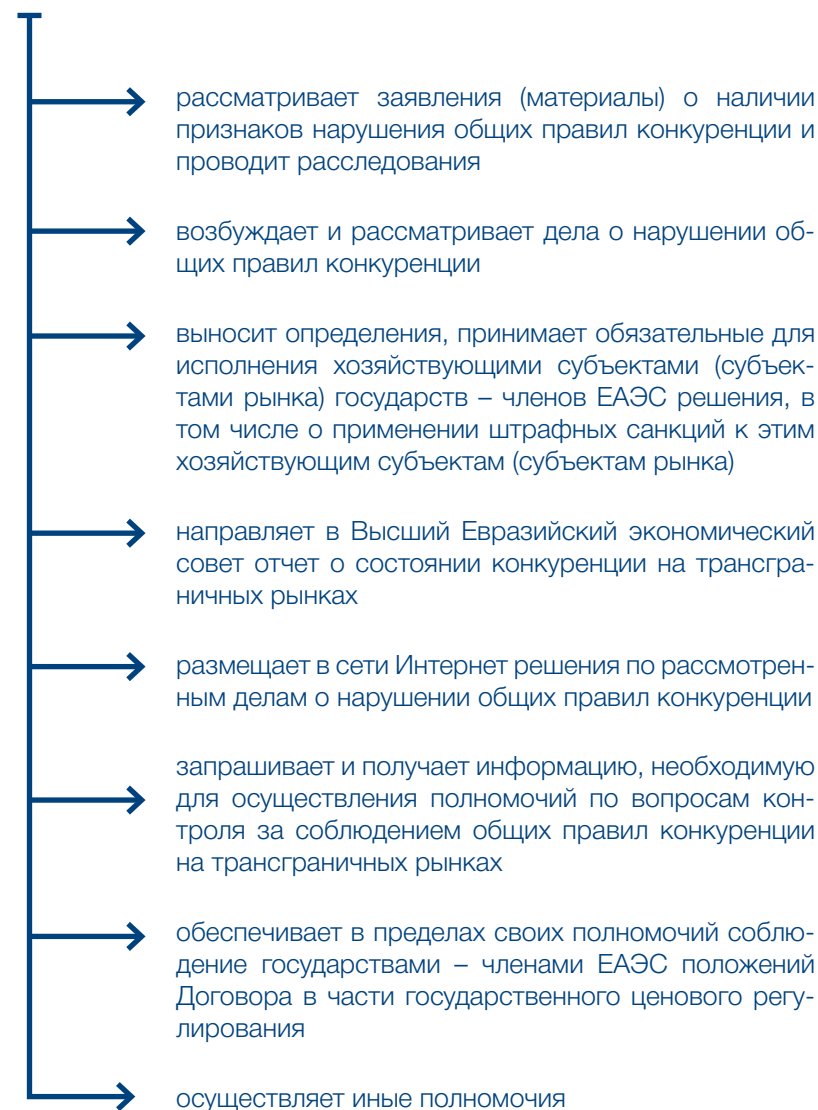 рассматривает заявления (материалы) о наличии
признаков нарушения общих правил конкуренции и
проводит расследования
возбуждает и рассматривает дела о нарушении об-
щих правил конкуренции
выносит определения, принимает обязательные для
исполнения хозяйствующими субъектами (субъек-
тами рынка) государств – членов ЕАЭС решения, в
том числе о применении штрафных санкций к этим
хозяйствующим субъектам (субъектам рынка)
направляет в Высший Евразийский экономический
совет отчет о состоянии конкуренции на трансгра-
ничных рынках
размещает в сети Интернет решения по рассмотрен-
ным делам о нарушении общих правил конкуренции
запрашивает и получает информацию, необходимую
для осуществления полномочий по вопросам кон-
троля за соблюдением общих правил конкуренции
на трансграничных рынках
обеспечивает в пределах своих полномочий соблю-
дение государствами – членами ЕАЭС положений
Договора в части государственного ценового регу-
лирования
осуществляет иные полномочия